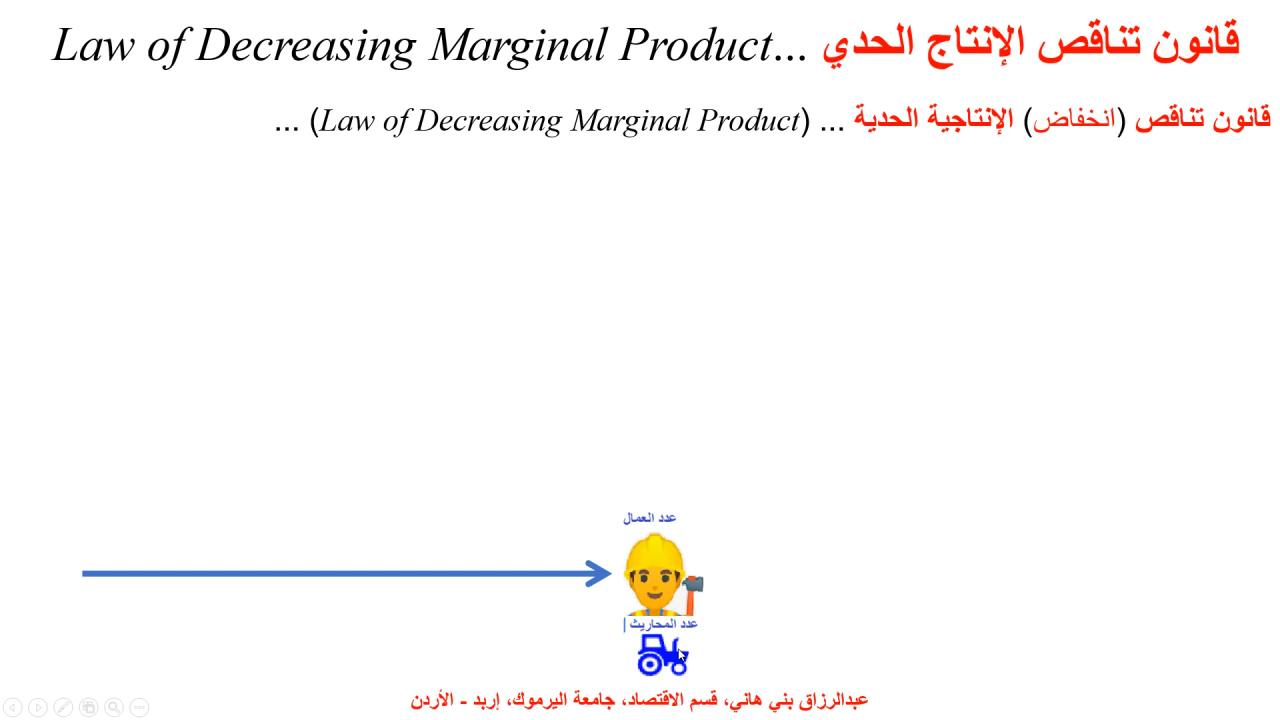 قانون تناقص الإنتاج الحدي ...Law of Decreasing Marginal Product
قانون تناقص (انخفاض) الإنتاجية الحدية ... (Law of Decreasing Marginal Product) ...
عدد العمال
عدد المحاريث |
عبدالرزاق بني هاني، قسم الاقتصاد، جامعة اليرموك، إربد - الأردن